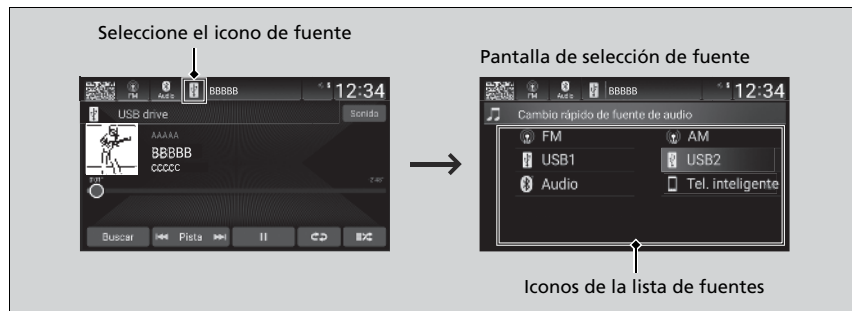 Seleccione el icono de fuente
FM
Audio
BBBBB
12:34
USB drive
Sonido
AAAAA
BBBBB
CCCCC
0'01"
Buscar
Pista
Pantalla de selección de fuente
FM
Audio
BBBBB
12:34
Cambio rápido de fuente de audio
FM
AM
USB1
USB2
Audio
Tel. inteligente
Iconos de la lista de fuentes